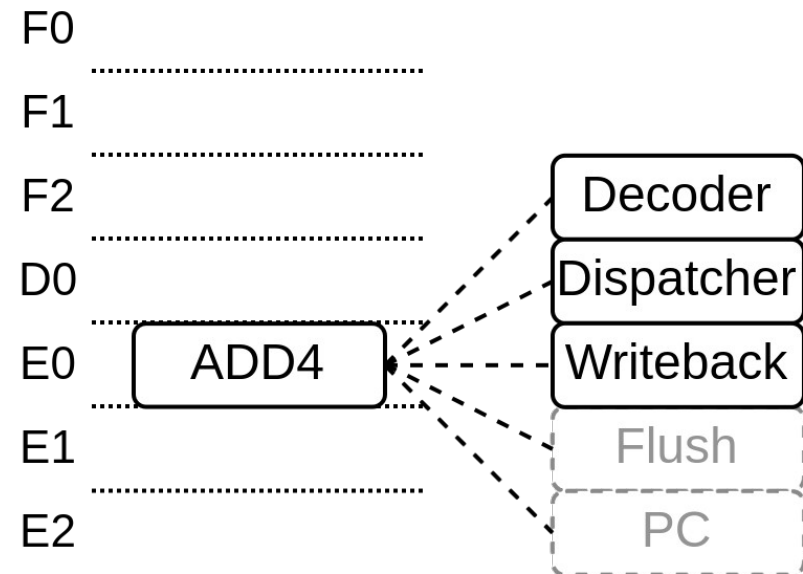 F0
F1
F2
Decoder
D0
Dispatcher
E0
ADD4
Writeback
E1
Flush
E2
PC